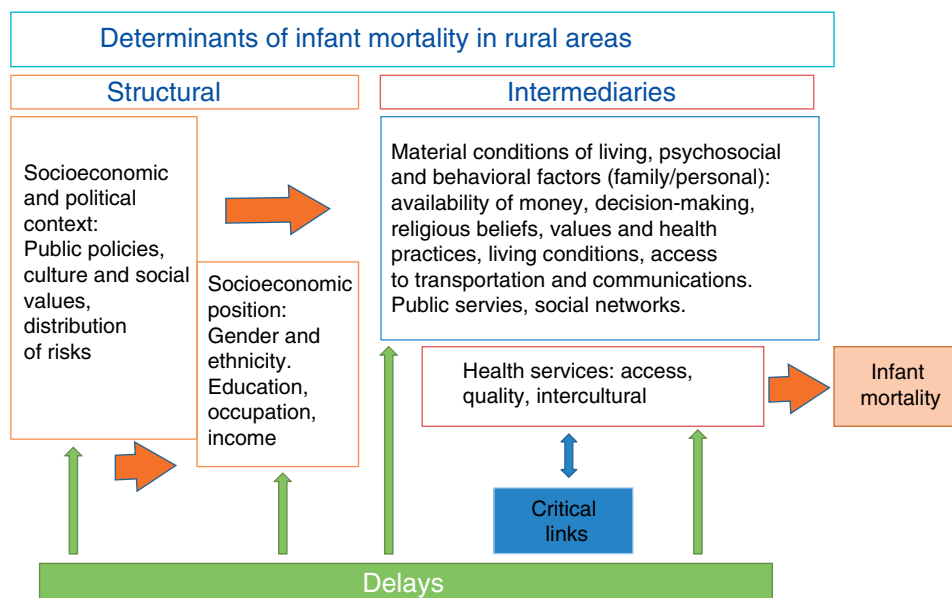 Determinants of infant mortality in rural areas
Structural
Intermediaries
Socioeconomic
and political
context:
Public policies,
culture and social
values,
distribution
of risks
Socioeconomic
position:
Gender and
ethnicity.
Education,
occupation,
income
Material conditions of living, psychosocial
and behavioral factors (family/personal):
availability of money, decision-making,
religious beliefs, values and health
practices, living conditions, access
to transportation and communications.
Public servies, social networks.
Health services: access,
quality, intercultural
Infant
mortality
Critical
links
Delays